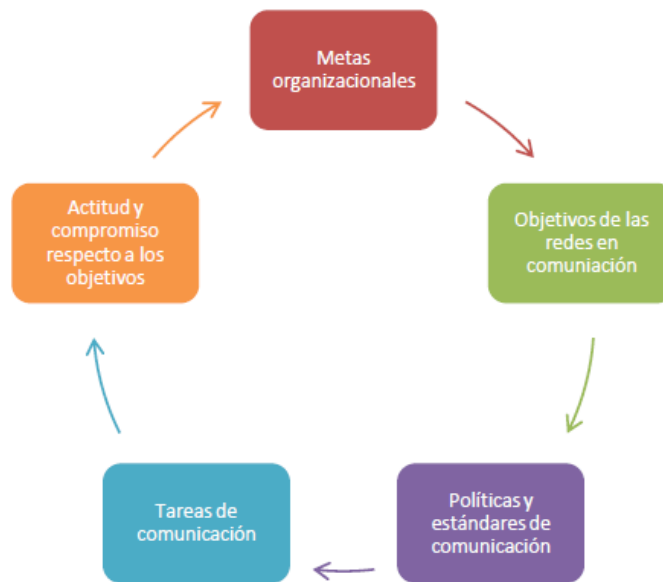 Metas
organizacionales
Objetivos de las
redes en
comuniación
Políticas y
estándares de
comunicación
Tareas de
comunicación
Actitud y
compromiso
respecto a los
objetivos